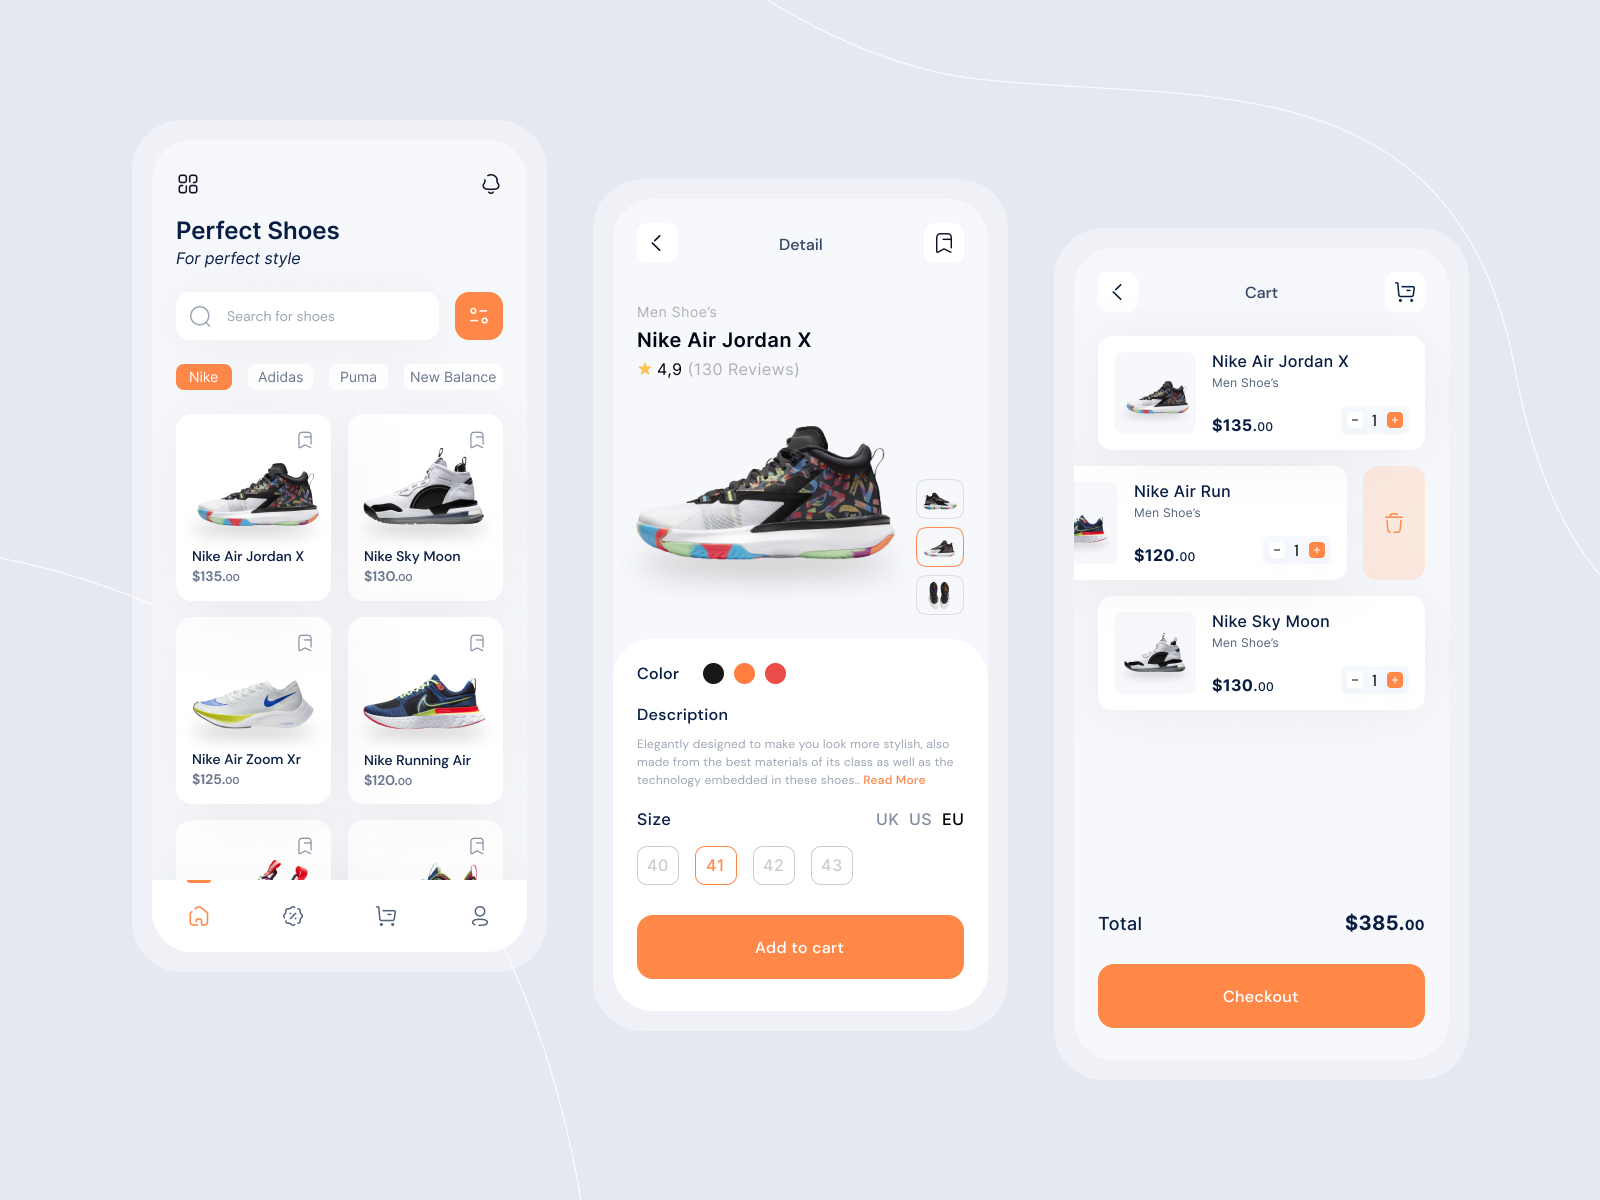 Perfect Shoes
For perfect style
Search for shoes
Nike
Adidas
Puma
New Balance
Nike Air Jordan X
$135.00
Nike Sky Moon
$130.00
Nike Air Zoom Xr
$125.00
Nike Running Air
$120.00
Detail
Men Shoe's
Nike Air Jordan X
4,9 (130 Reviews)
Color
Description
Elegantly designed to make you look more stylish, also
made from the best materials of its class as well as the
technology embedded in these shoes.. Read More
Size
UK US EU
40
41
42
43
Add to cart
Cart
Nike Air Jordan X
Men Shoe's
$135.00
- 1 +
Nike Air Run
Men Shoe's
$120.00
- 1 +
Nike Sky Moon
Men Shoe's
$130.00
- 1 +
Total
$385.00
Checkout